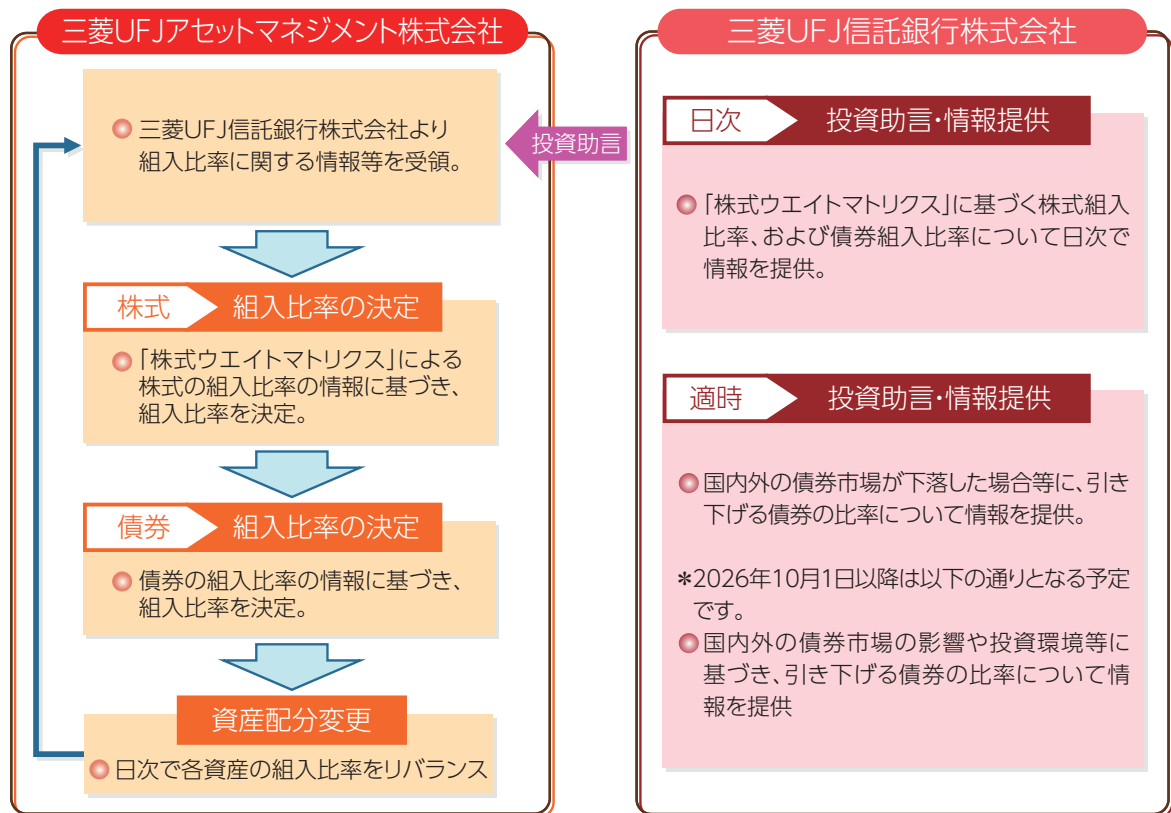 三菱UFJアセットマネジメント株式会社
三菱UFJ信託銀行株式会社
三菱UFJ信託銀行株式会社より
組入比率に関する情報等を受領。
投資助言
株式 組入比率の決定
「株式ウエイトマトリクス」による
株式の組入比率の情報に基づき、
組入比率を決定。
債券 組入比率の決定
債券の組入比率の情報に基づき、
組入比率を決定。
資産配分変更
日次で各資産の組入比率をリバランス
日次 投資助言・情報提供
「株式ウエイトマトリクス」に基づく株式組入
比率、および債券組入比率について日次で
情報を提供。
適時 投資助言・情報提供
国内外の債券市場が下落した場合等に、引き
下げる債券の比率について情報を提供。
*2026年10月1日以降は以下の通りとなる予定
です。
国内外の債券市場の影響や投資環境等に
基づき、引き下げる債券の比率について情
報を提供